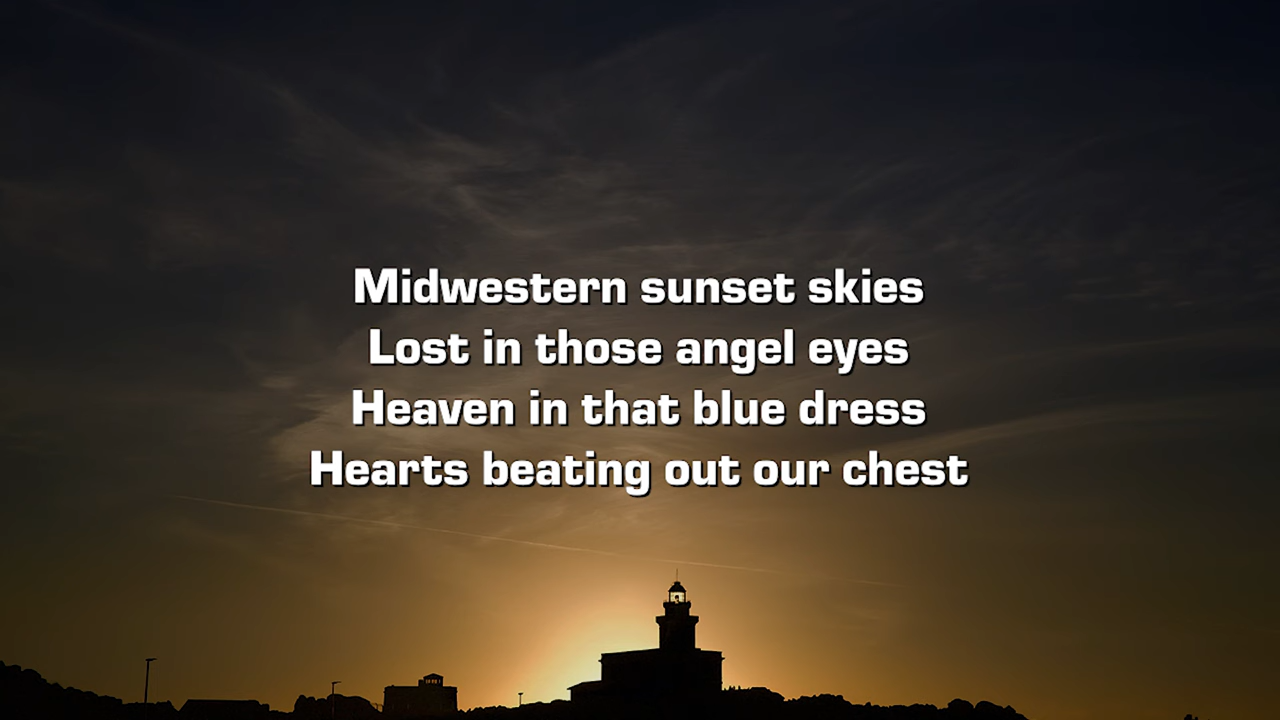 Midwestern sunset skies
Lost in those angel eyes
Heaven in that blue dress
Hearts beating out our chest